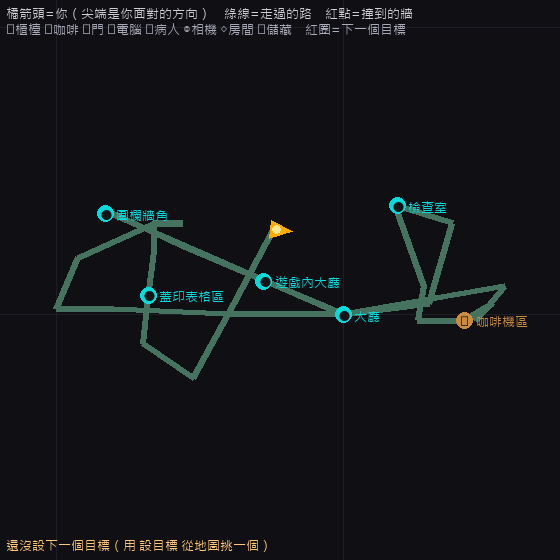 橘箭頭=你（尖端是你面對的方向） 綠線=走過的路 紅點=撞到的牆
櫃檯 咖啡 門 電腦 病人 相機 ◇房間 儲藏 紅圈=下一個目標
圍欄牆角
檢查室
遊戲內大廳
蓋印表格區
大廳
咖啡機區
還沒設下一個目標（用 設目標 從地圖挑一個）